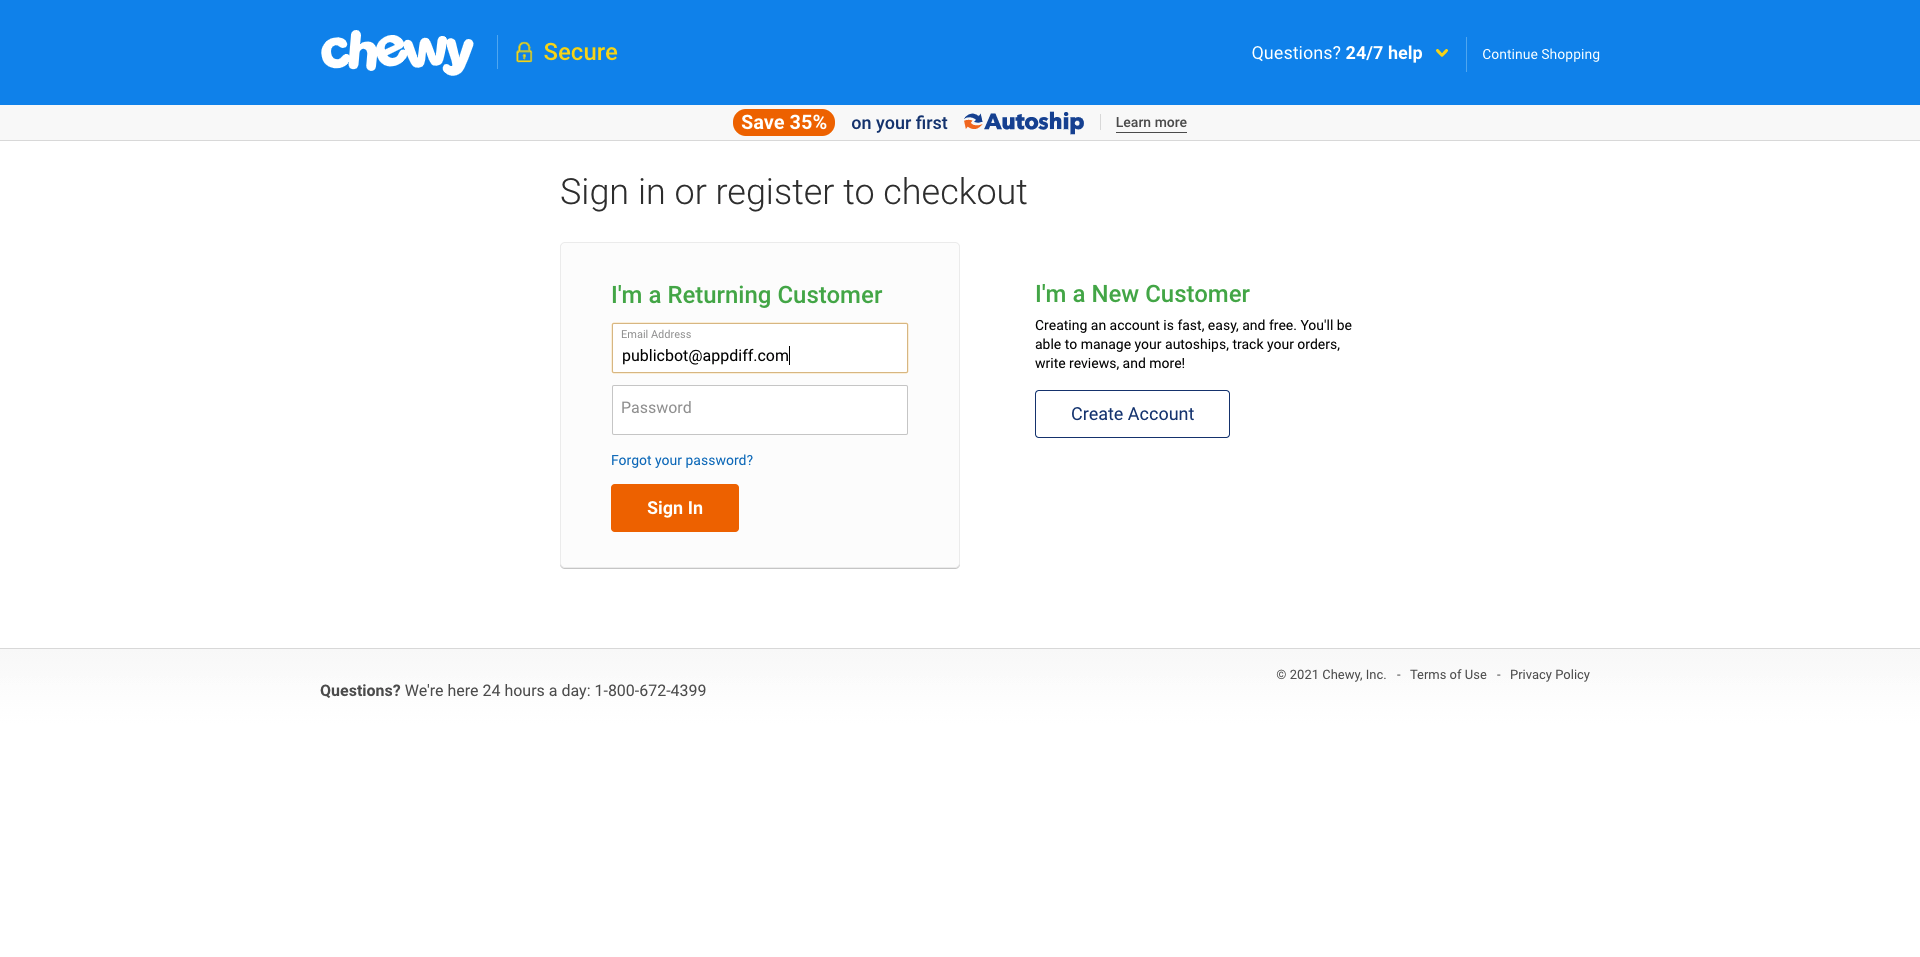 chewy
Secure
Questions? 24/7 help
Continue Shopping
Save 35% on your first Autoship
Learn more
Sign in or register to checkout
I'm a Returning Customer
Email Address
publicbot@appdiff.com
Password
Forgot your password?
Sign In
I'm a New Customer
Creating an account is fast, easy, and free. You'll be
able to manage your autoships, track your orders,
write reviews, and more!
Create Account
Questions? We're here 24 hours a day: 1-800-672-4399
© 2021 Chewy, Inc. - Terms of Use - Privacy Policy